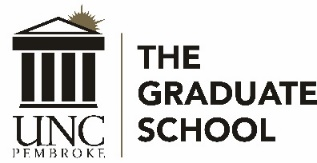 UNC
PEMBROKE
THE
GRADUATE
SCHOOL